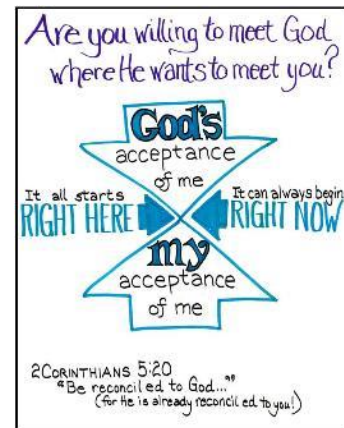 Are you willing to meet God
where He wants to meet you?
God's
acceptance
of me
It all starts
RIGHT HERE
It can always begin
RIGHT NOW
my
acceptance
of me
2 CORINTHIANS 5:20
"Be reconciled to God..."
(for He is already reconciled to you!)